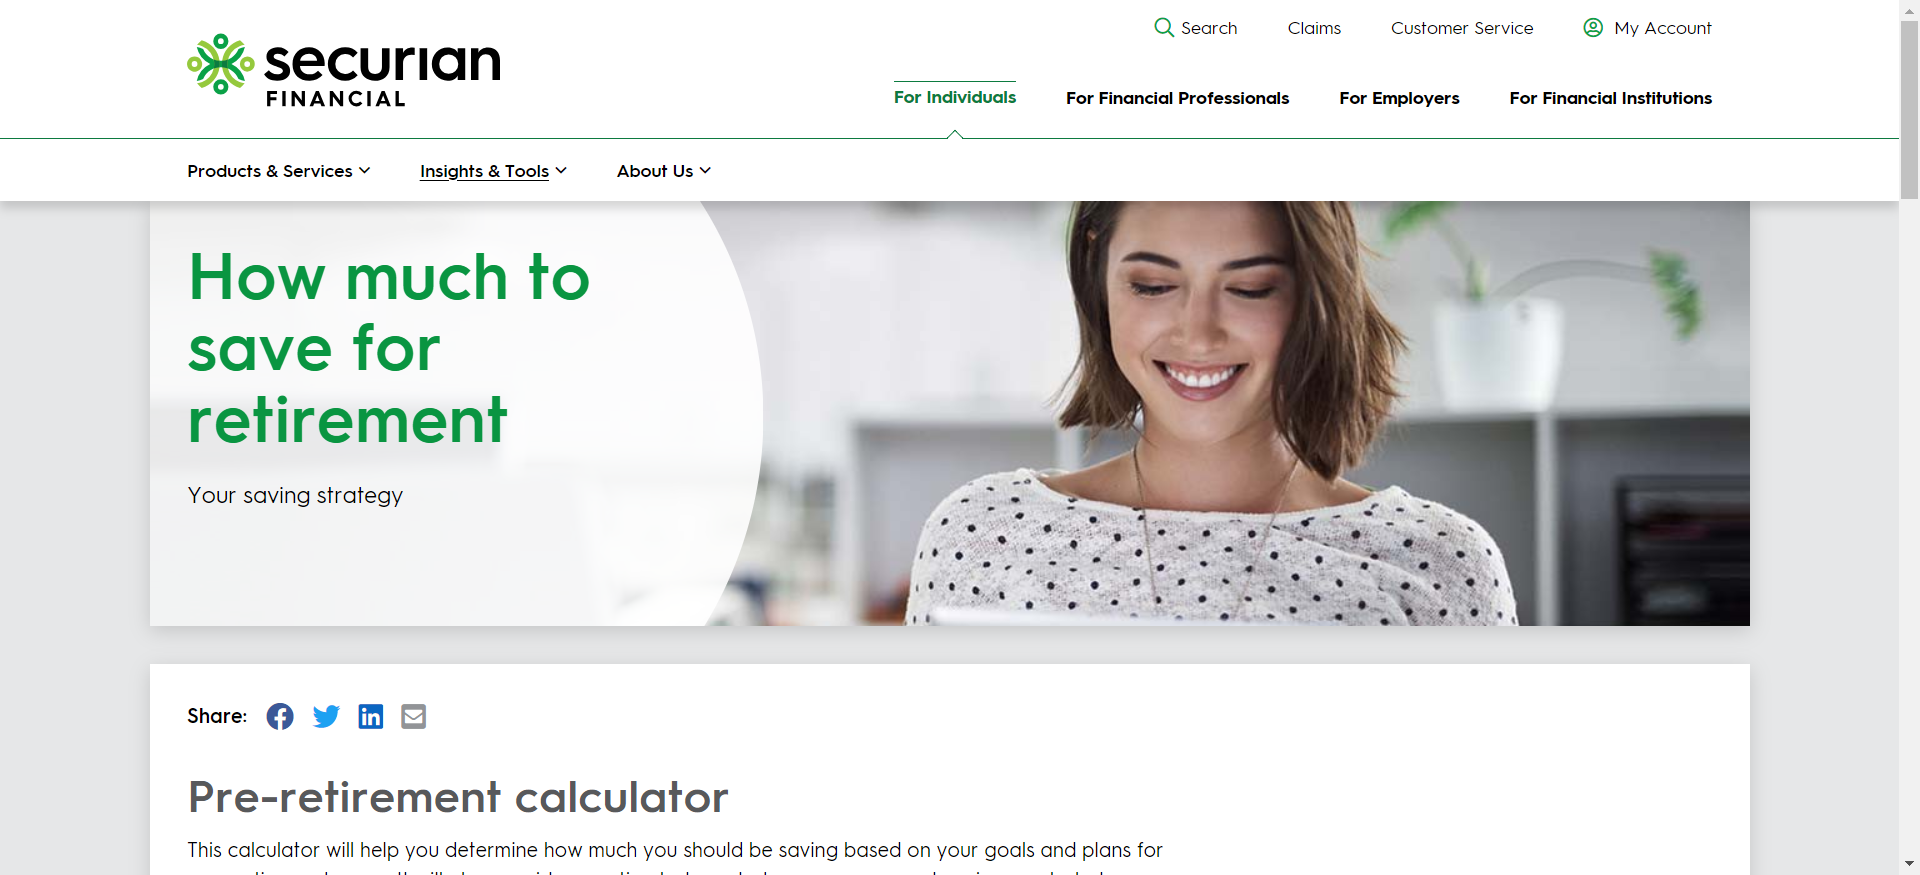 Search Claims Customer Service My Account
securian
FINANCIAL
For Individuals For Financial Professionals For Employers For Financial Institutions
Products & Services Insights & Tools About Us
How much to
save for
retirement
Your saving strategy
Share:
Pre-retirement calculator
This calculator will help you determine how much you should be saving based on your goals and plans for